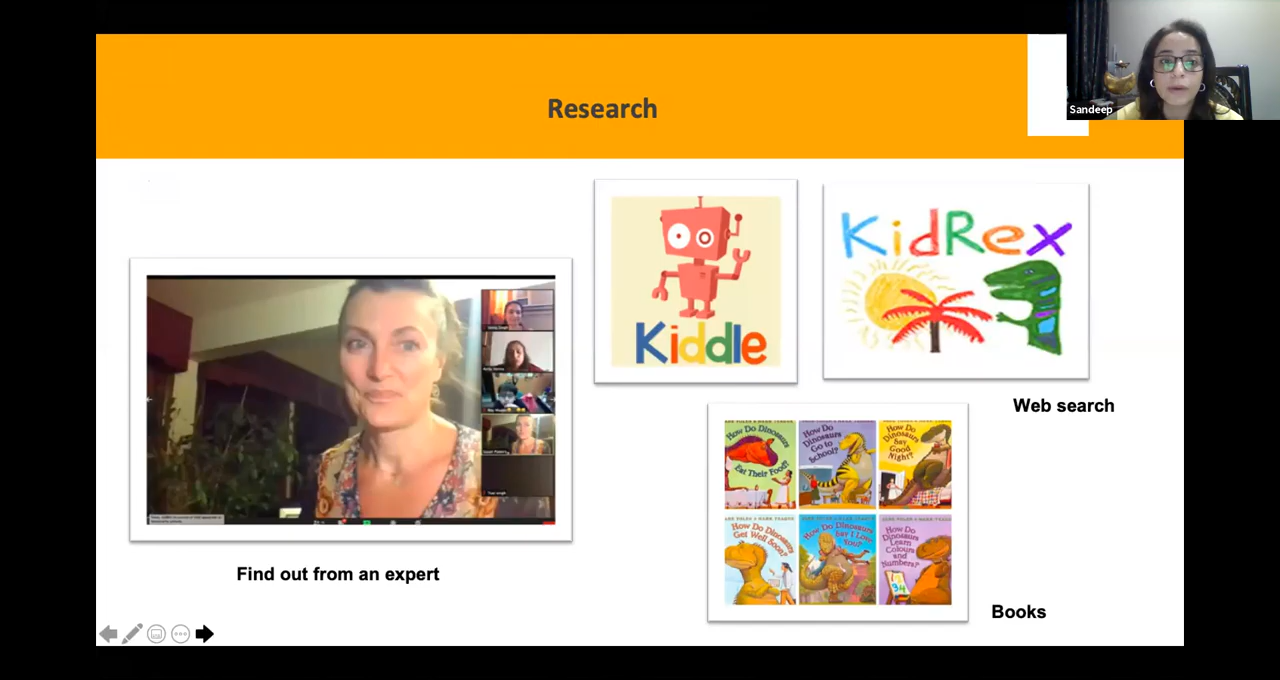 Research
Sandeep
Kiddle
KidRex
Web search
How Do Dinosaurs
Eat Their Food?
How Do
Dinosaurs
Go to
School?
How Do
Dinosaurs
Say
Good
Night?
How Do Dinosaurs
Get Well Soon?
How Do Dinosaurs
Say I Love
You?
How Do
Dinosaurs
Learn
Colours
and
Numbers?
Find out from an expert
Books